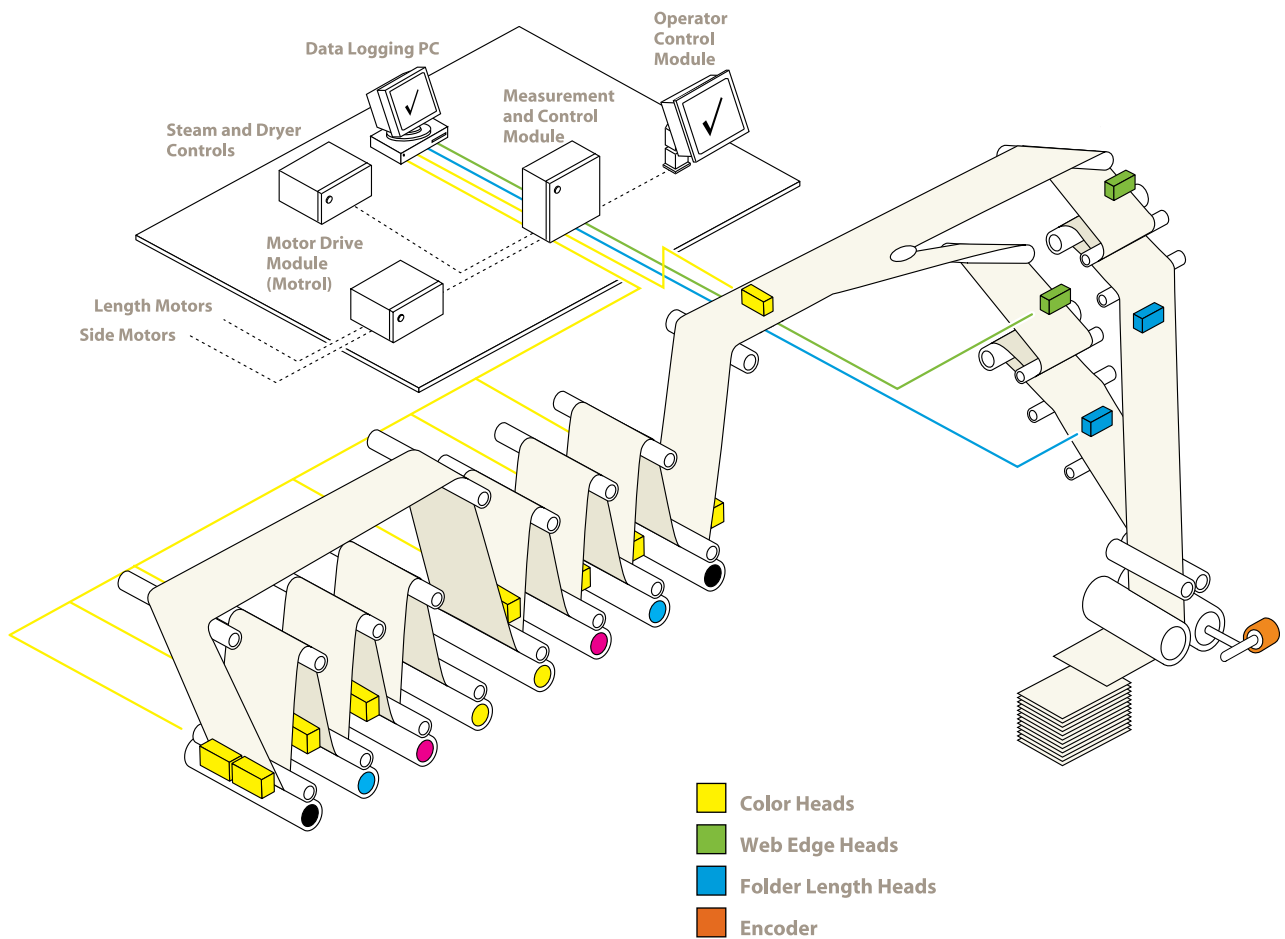 Operator
Control
Module
Data Logging PC
Measurement
and Control
Module
Steam and Dryer
Controls
Motor Drive
Module
(Motrol)
Length Motors
Side Motors
Color Heads
Web Edge Heads
Folder Length Heads
Encoder